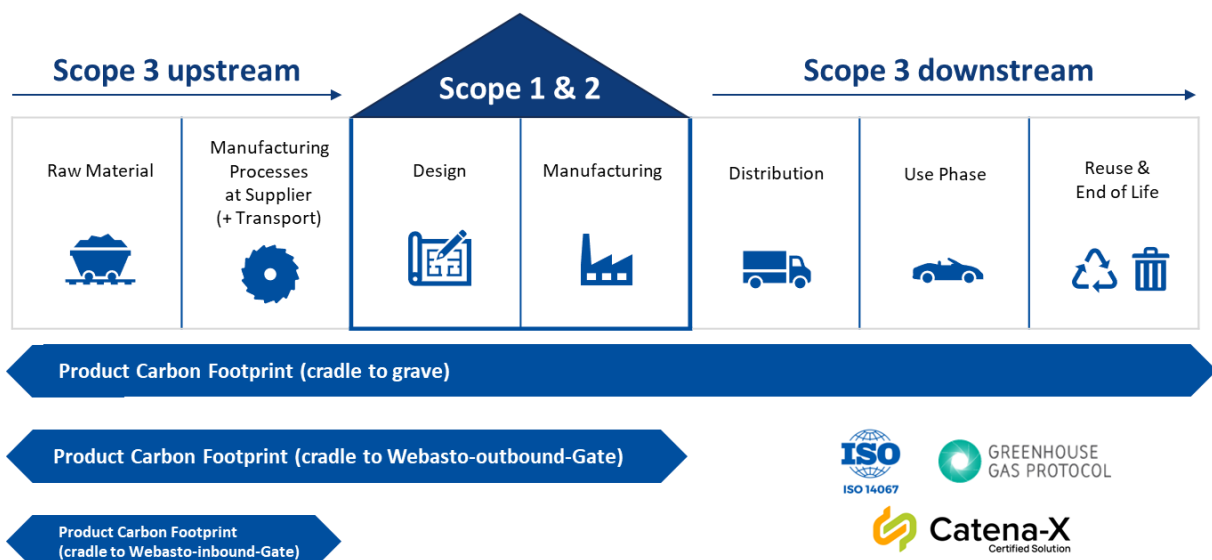 Scope 3 upstream
Scope 1 & 2
Scope 3 downstream
Raw Material
Manufacturing
Processes
at Supplier
(+ Transport)
Design
Manufacturing
Distribution
Use Phase
Reuse &
End of Life
Product Carbon Footprint (cradle to grave)
Product Carbon Footprint (cradle to Webasto-outbound-Gate)
ISO
ISO 14067
GREENHOUSE
GAS PROTOCOL
Product Carbon Footprint
(cradle to Webasto-inbound-Gate)
Catena-X
Certified Solution